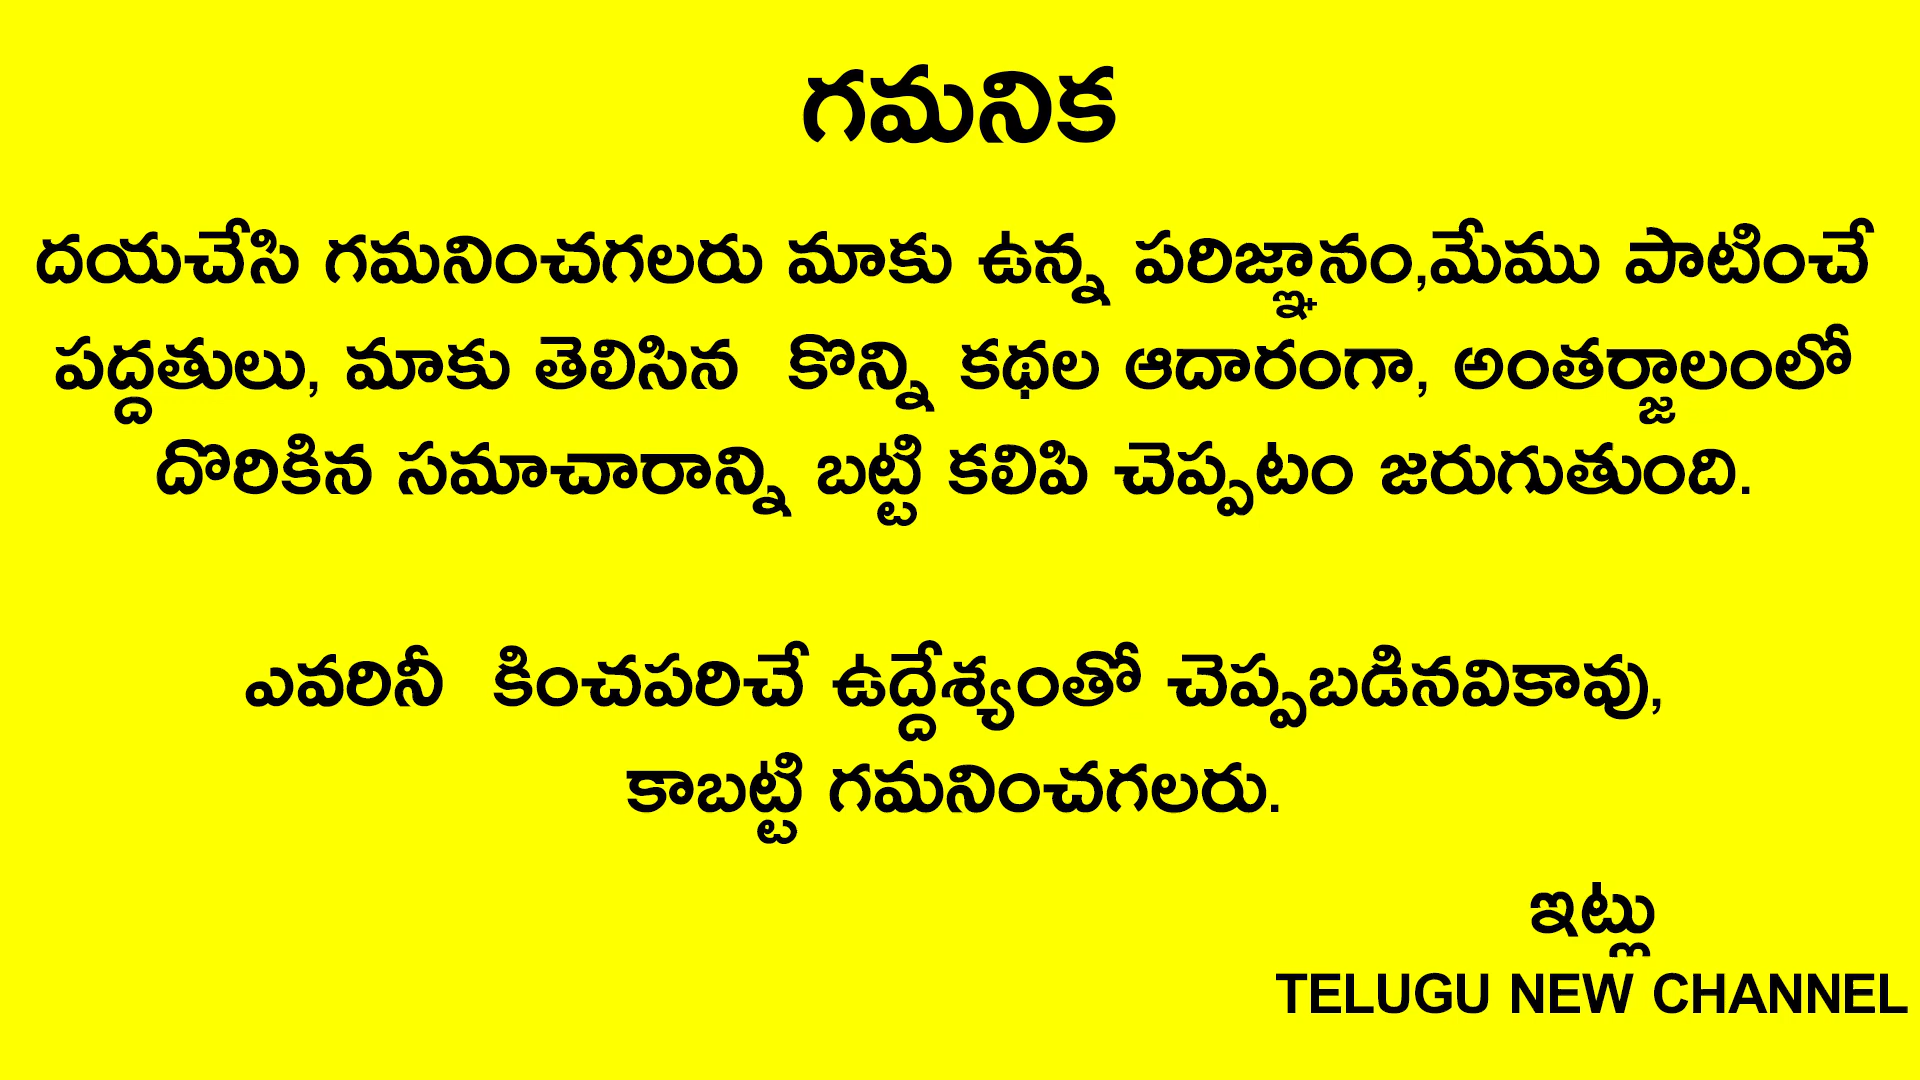 గమనిక
దయచేసి గమనించగలరు మాకు ఉన్న పరిజ్ఞానం,మేము పాటించే
పద్దతులు, మాకు తెలిసిన కొన్ని కథల ఆదారంగా, అంతర్జాలంలో
దొరికిన సమాచారాన్ని బట్టి కలిపి చెప్పటం జరుగుతుంది.
ఎవరినీ కించపరిచే ఉద్దేశ్యంతో చెప్పబడినవికావు,
కాబట్టి గమనించగలరు.
ఇట్లు
TELUGU NEW CHANNEL